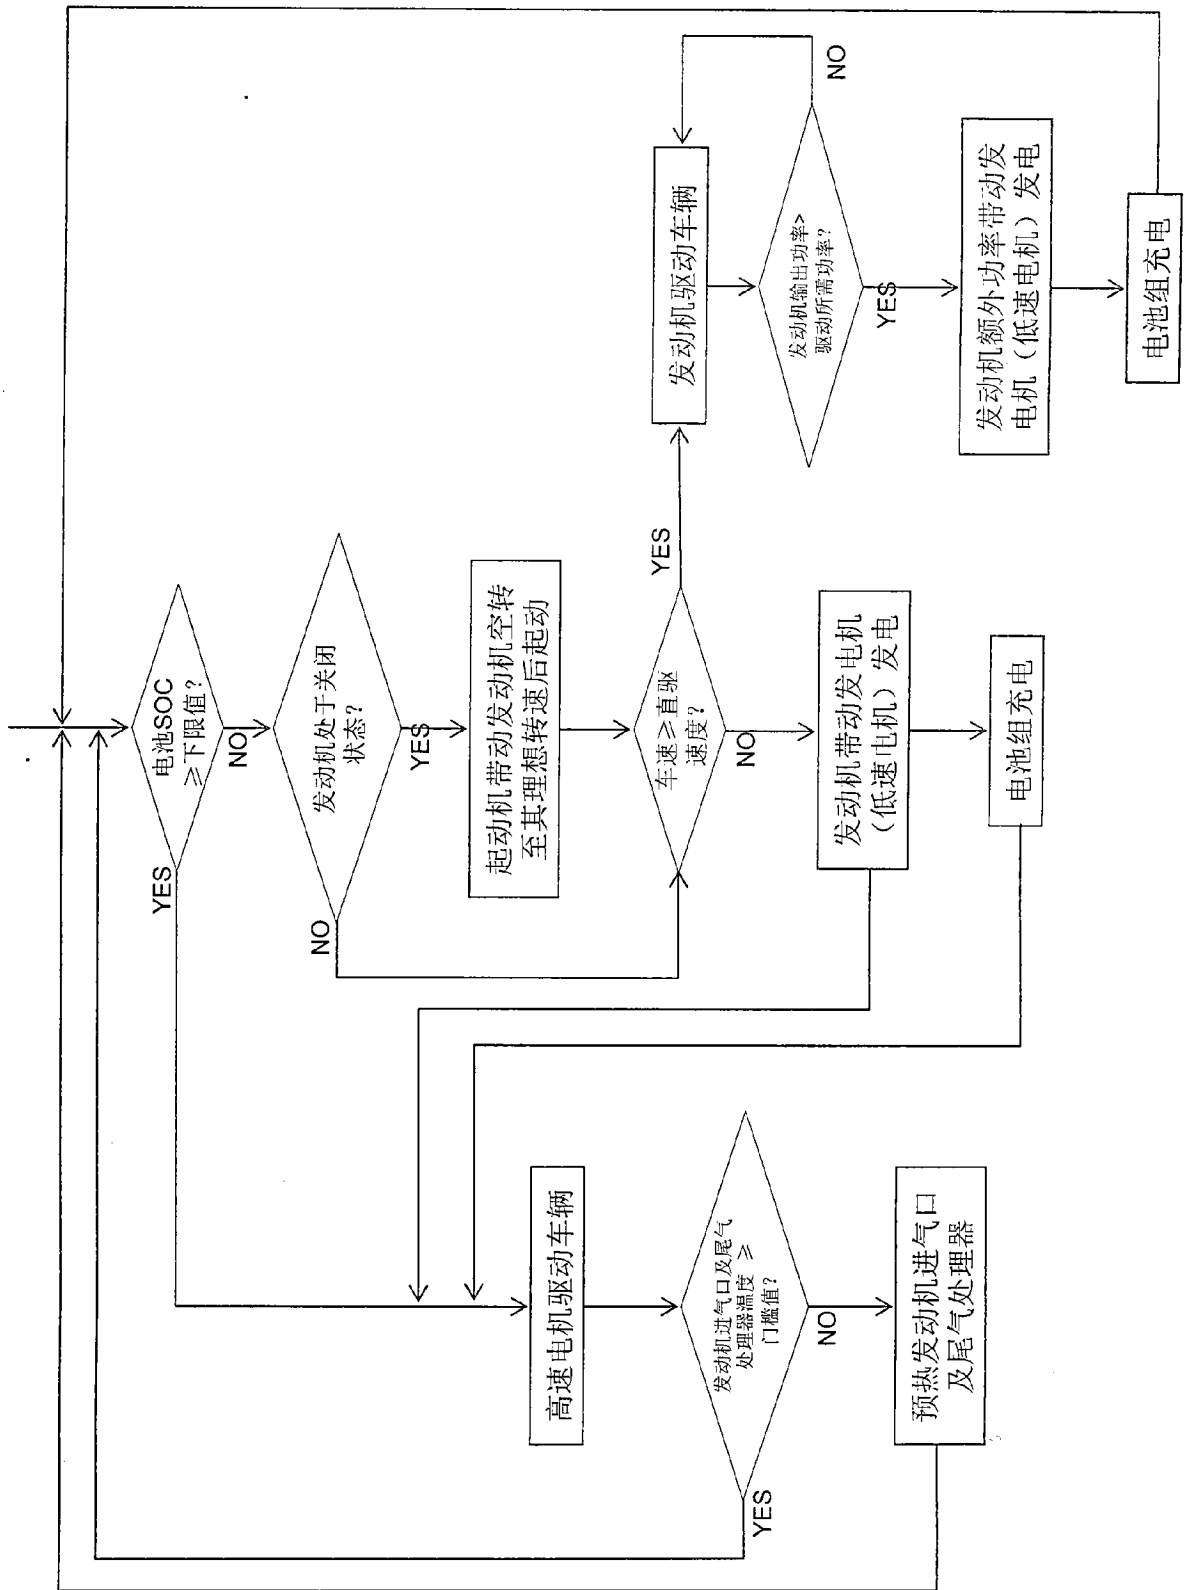 电池SOC
≥下限值？
YES
NO
发动机处于关闭
状态？
NO
YES
起动机带动发动机空转
至其理想转速后起动
车速≥直驱
速度？
YES
NO
发动机驱动车辆
发动机输出功率>
驱动所需功率？
NO
YES
发动机额外功率带动发
电机（低速电机）发电
电池组充电
发动机带动发电机
（低速电机）发电
电池组充电
高速电机驱动车辆
发动机进气口及尾气
处理器温度 ≥
门槛值？
YES
NO
预热发动机进气口
及尾气处理器